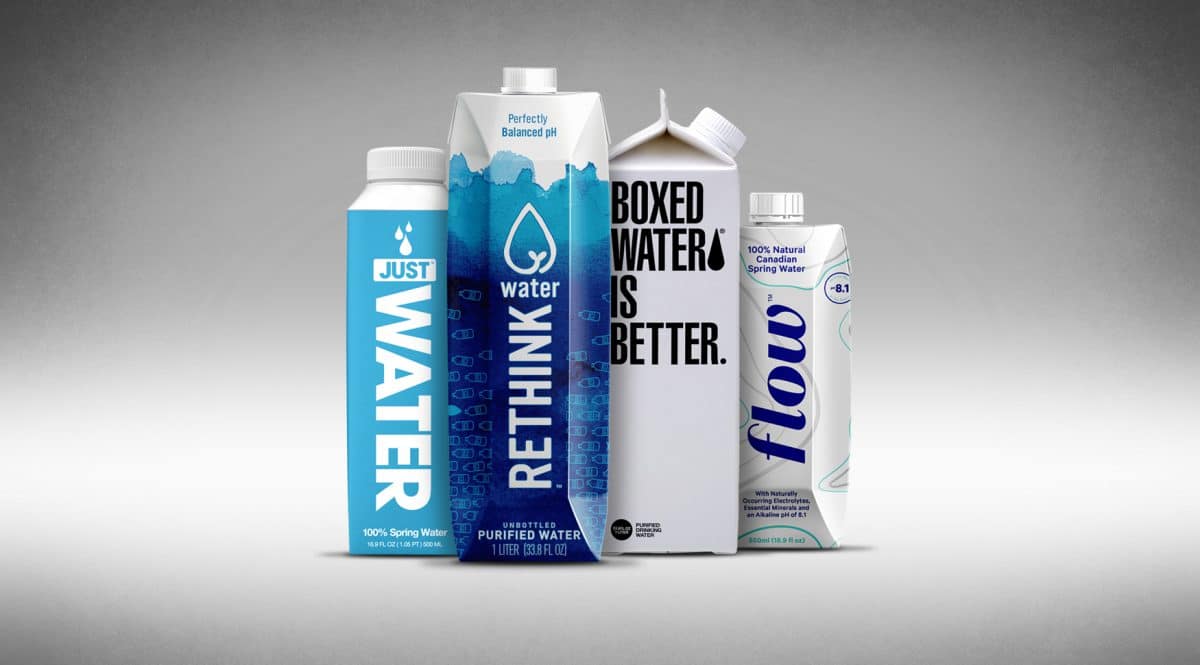 JUST™
WATER
100% Spring Water
16.9 FL OZ (1.05 PT) 500 ML
Perfectly
Balanced pH
water
RETHINK™
UNBOTTLED
PURIFIED WATER
1 LITER (33.8 FL OZ)
BOXED
WATER®
IS
BETTER.
PURIFIED
DRINKING
WATER
100% Natural
Canadian
Spring Water
8.1
flow™
With Naturally
Occurring Electrolytes,
Essential Minerals and
an Alkaline pH of 8.1
500ml (16.9 fl oz)